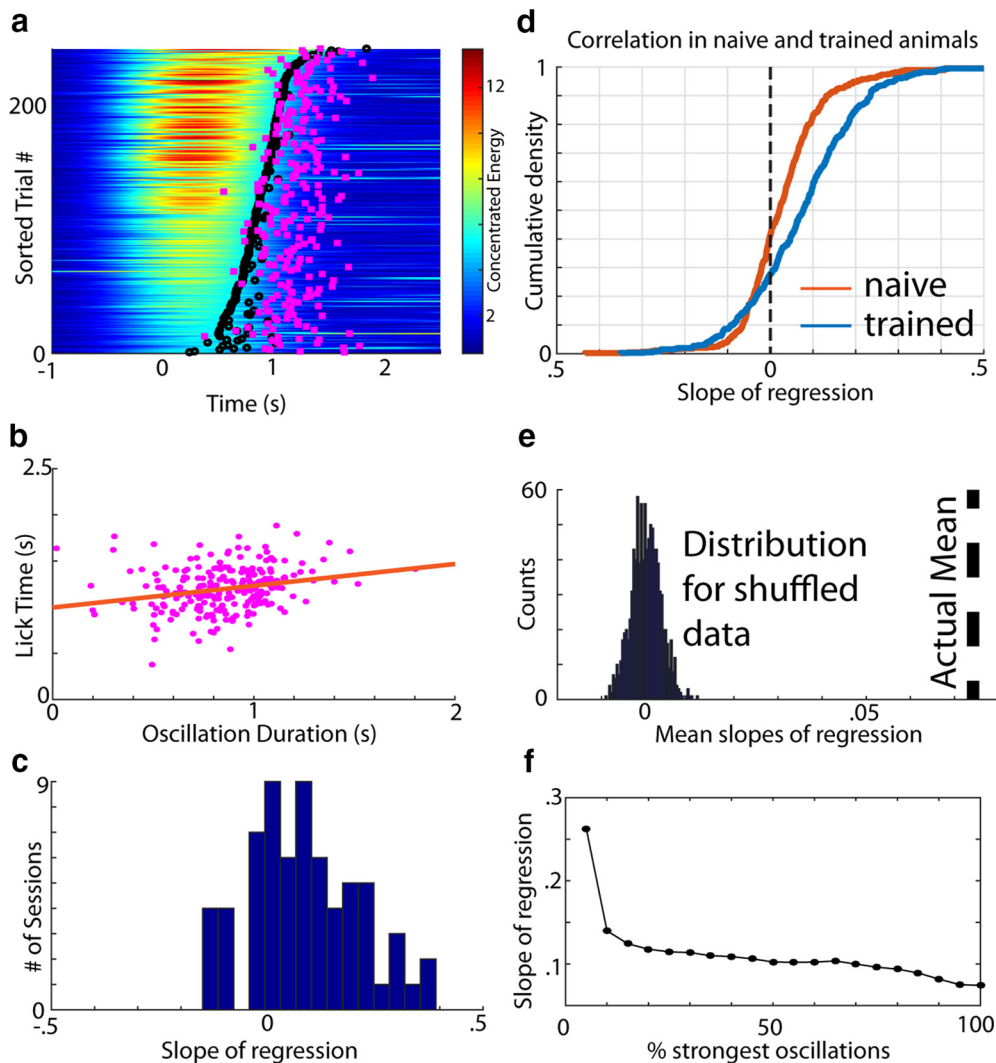 a
200
0
Sorted Trial #
-1
0
1
2
Time (s)
12
2
Concentrated Energy
b
2.5
0
Lick Time (s)
0
1
2
Oscillation Duration (s)
c
9
0
# of Sessions
-.5
0
.5
Slope of regression
d
Correlation in naive and trained animals
1
0
Cumulative density
naive
trained
0
.5
Slope of regression
e
60
40
20
0
Counts
Distribution
for shuffled
data
Actual Mean
0
.05
Mean slopes of regression
f
.3
.2
.1
Slope of regression
0
50
100
% strongest oscillations